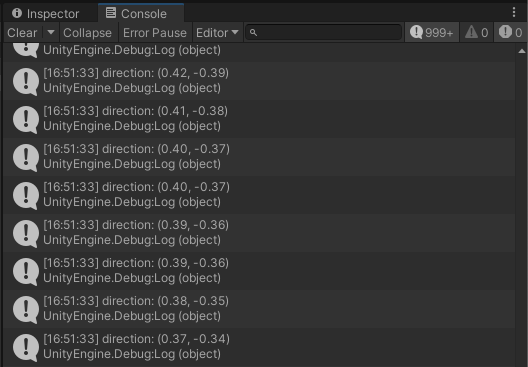 Inspector Console
Clear Collapse Error Pause Editor 999+ 0 0
UnityEngine.Debug:Log (object)
[16:51:33] direction: (0.42, -0.39)
UnityEngine.Debug:Log (object)
[16:51:33] direction: (0.41, -0.38)
UnityEngine.Debug:Log (object)
[16:51:33] direction: (0.40, -0.37)
UnityEngine.Debug:Log (object)
[16:51:33] direction: (0.40, -0.37)
UnityEngine.Debug:Log (object)
[16:51:33] direction: (0.39, -0.36)
UnityEngine.Debug:Log (object)
[16:51:33] direction: (0.39, -0.36)
UnityEngine.Debug:Log (object)
[16:51:33] direction: (0.38, -0.35)
UnityEngine.Debug:Log (object)
[16:51:33] direction: (0.37, -0.34)
UnityEngine.Debug:Log (object)